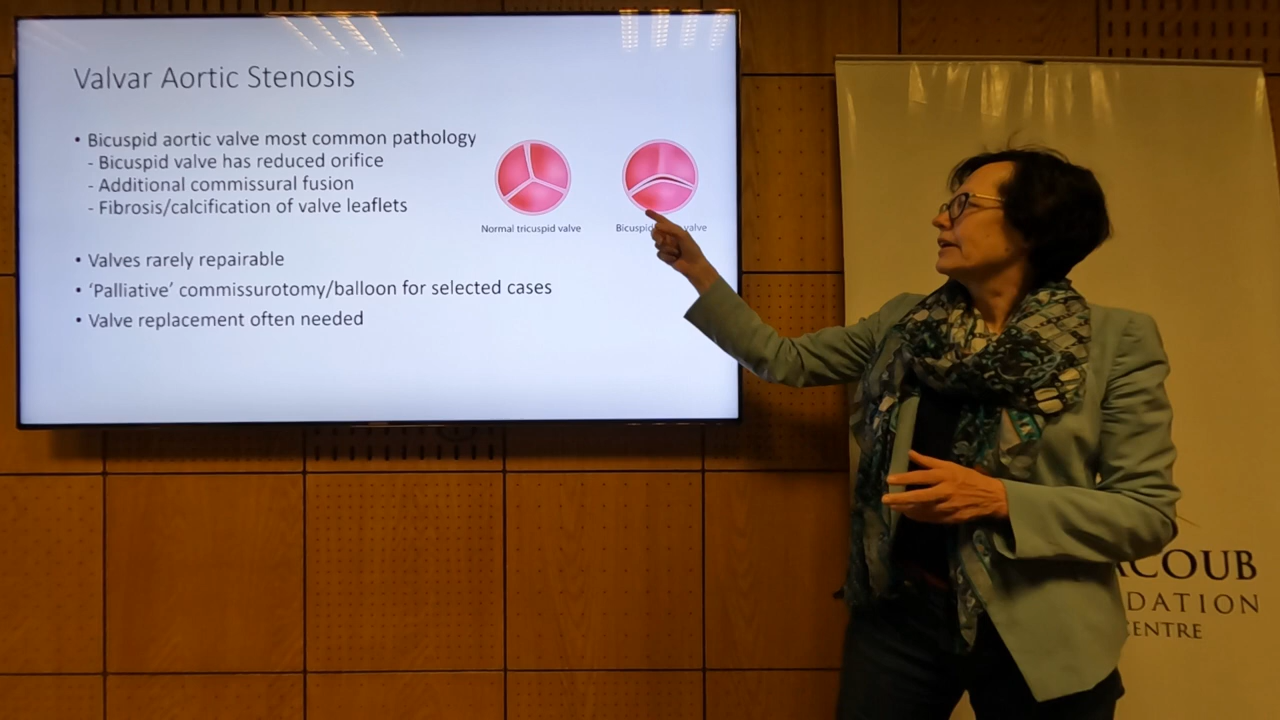 Valvar Aortic Stenosis
• Bicuspid aortic valve most common pathology
- Bicuspid valve has reduced orifice
- Additional commissural fusion
- Fibrosis/calcification of valve leaflets
• Valves rarely repairable
• ‘Palliative’ commissurotomy/balloon for selected cases
• Valve replacement often needed
Normal tricuspid valve
Bicuspid valve
ACOUB
DATION
CENTRE